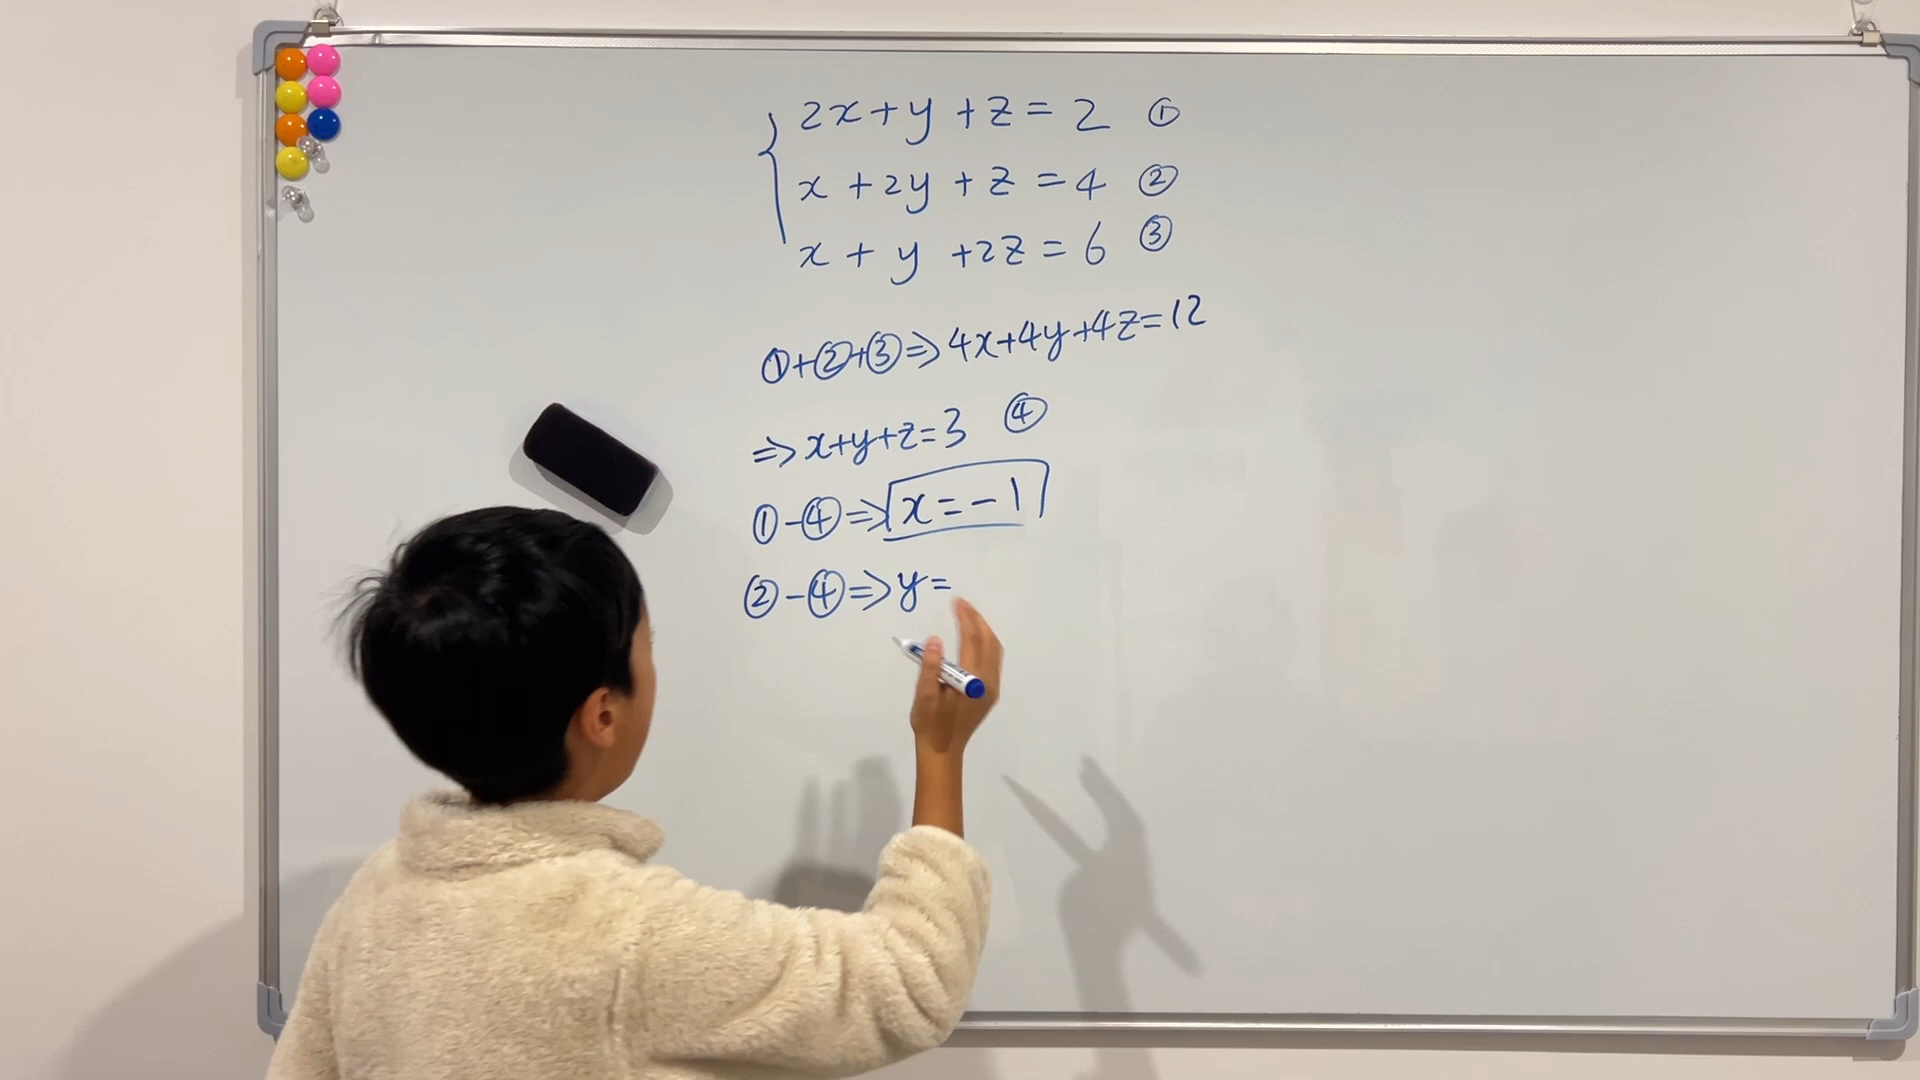 2x+y+z=2 ①
x+2y+z=4 ②
x+y+2z=6 ③
①+②+③⇒4x+4y+4z=12
⇒x+y+z=3 ④
①-④⇒x=-1
②-④⇒y=